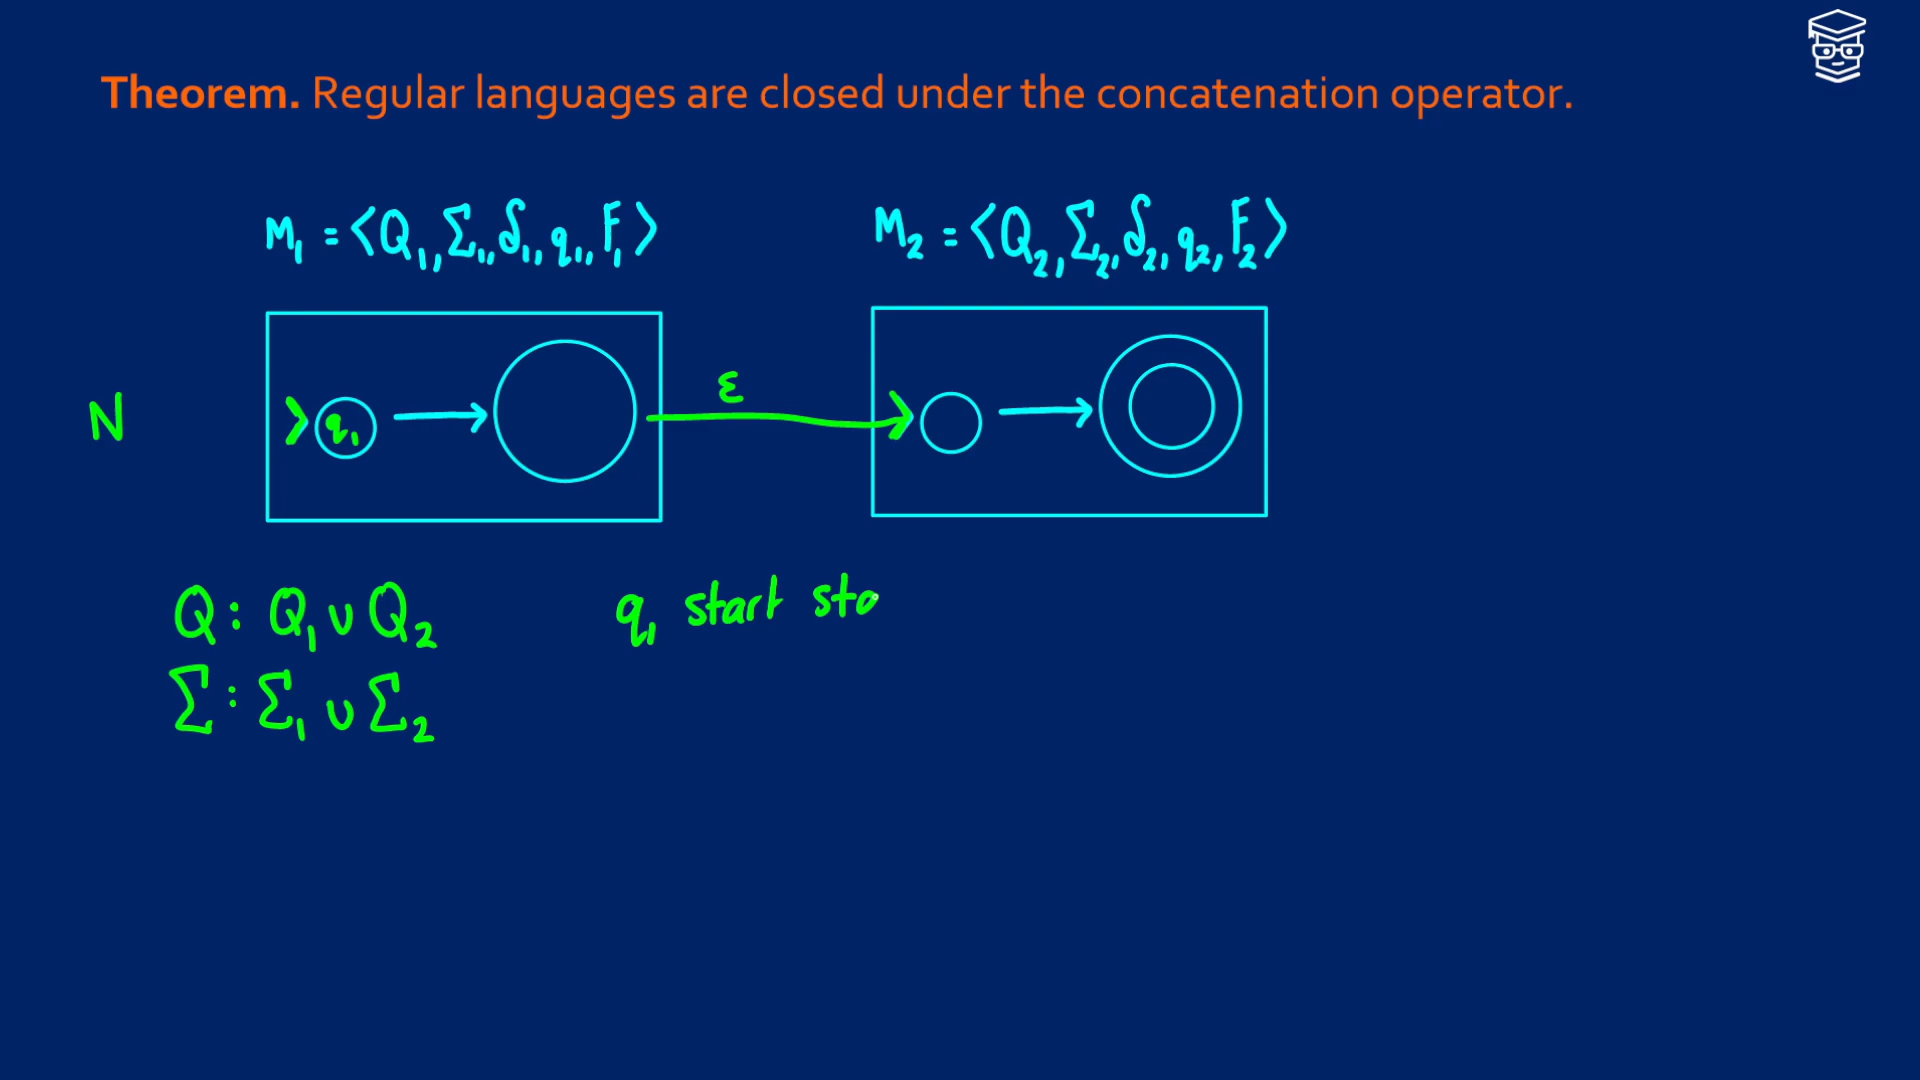 Theorem. Regular languages are closed under the concatenation operator.
M₁ = ⟨Q₁, Σ₁, δ₁, q₁, F₁⟩
M₂ = ⟨Q₂, Σ₂, δ₂, q₂, F₂⟩
ε
N
q₁
Q: Q₁ ∪ Q₂
q₁ start sta
Σ: Σ₁ ∪ Σ₂